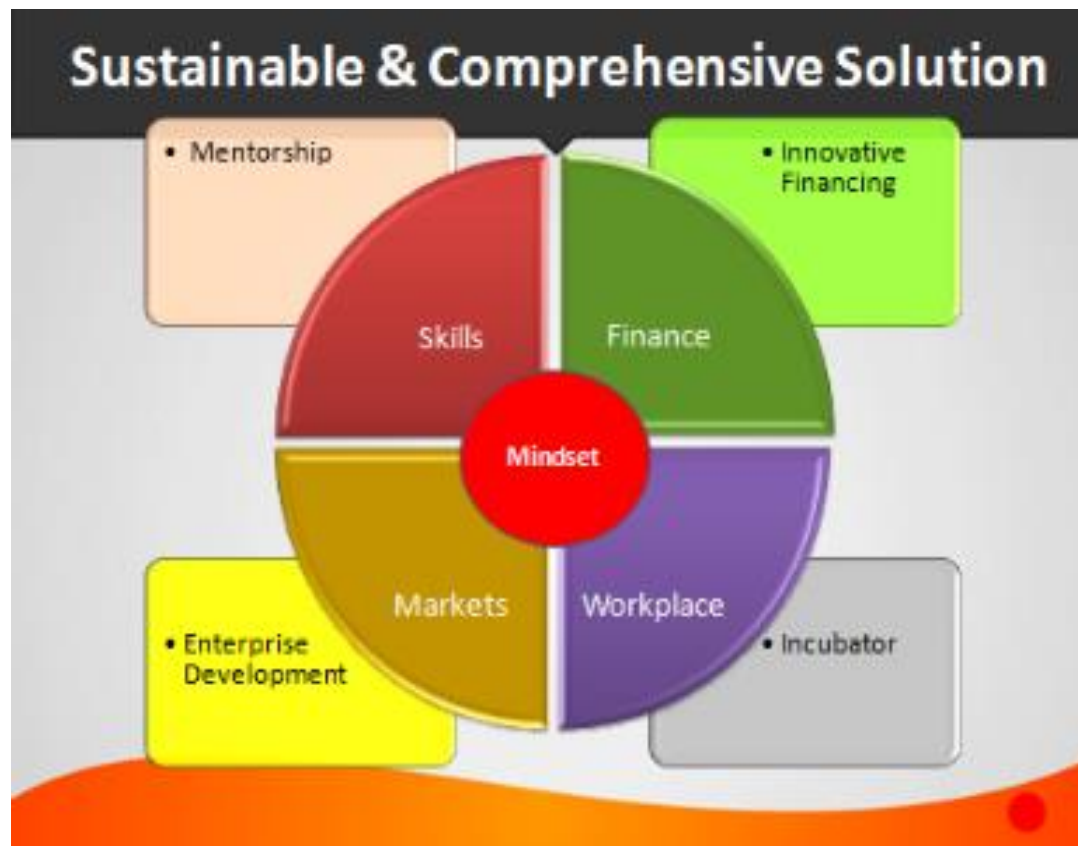 Sustainable & Comprehensive Solution
• Mentorship
• Innovative
Financing
Skills
Finance
Mindset
Markets
Workplace
• Enterprise
Development
• Incubator